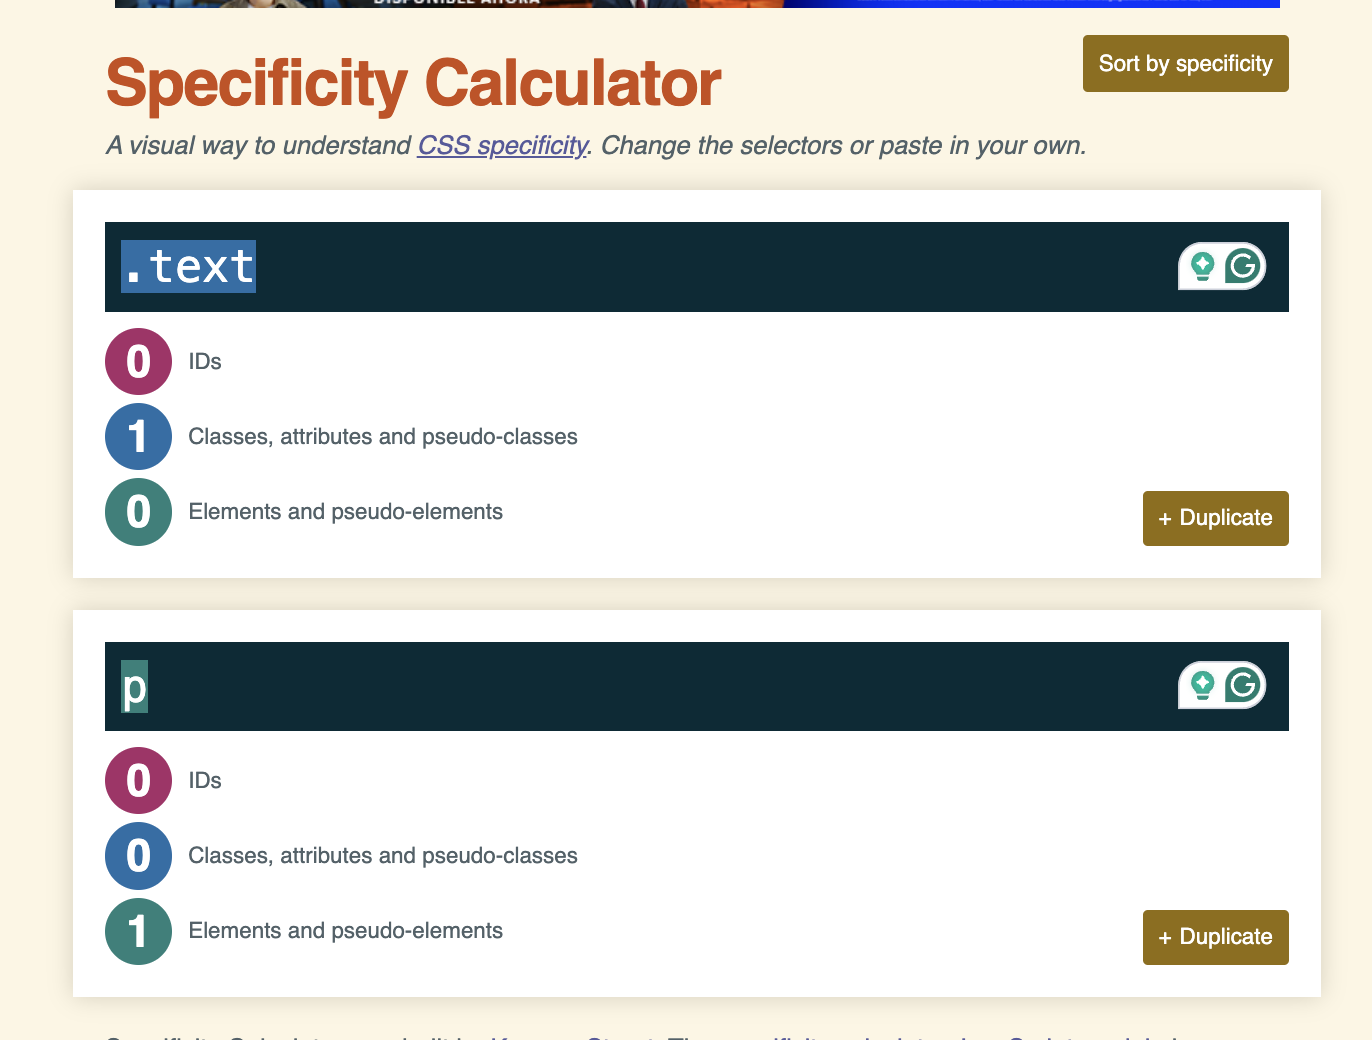 DISPONIBLE AHORA
Specificity Calculator
Sort by specificity
A visual way to understand CSS specificity. Change the selectors or paste in your own.
.text
0 IDs
1 Classes, attributes and pseudo-classes
0 Elements and pseudo-elements
+ Duplicate
p
0 IDs
0 Classes, attributes and pseudo-classes
1 Elements and pseudo-elements
+ Duplicate